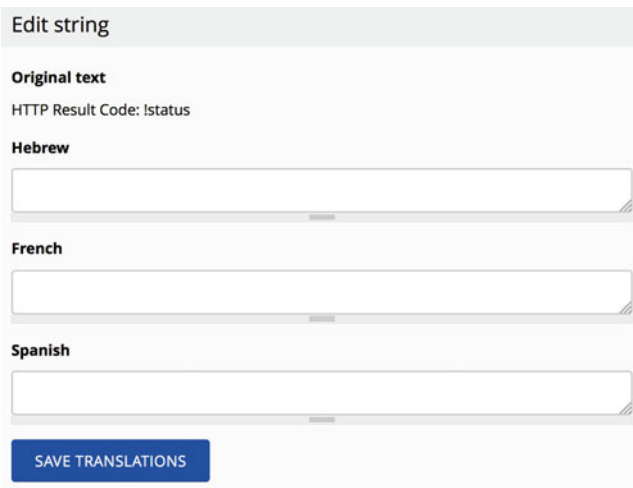 Edit string
Original text
HTTP Result Code: !status
Hebrew
French
Spanish
SAVE TRANSLATIONS